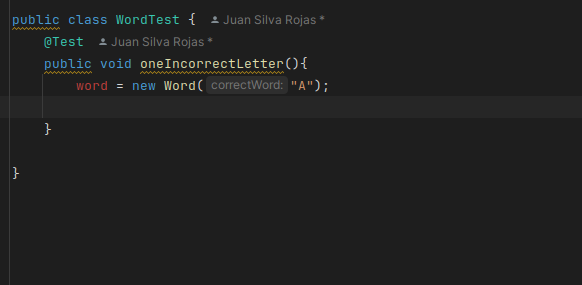 public class WordTest { Juan Silva Rojas *
@Test Juan Silva Rojas *
public void oneIncorrectLetter(){
word = new Word( correctWord: "A");
}
}